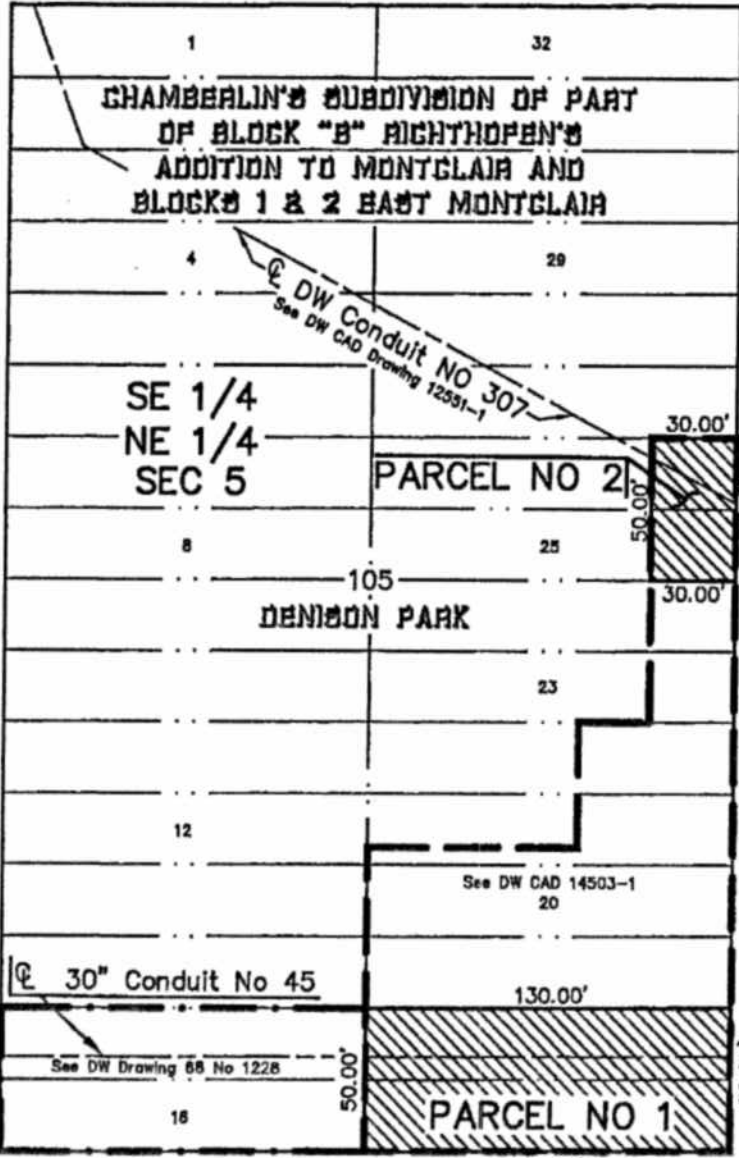 1
32
CHAMBERLIN'S SUBDIVISION OF PART
OF BLOCK "B" RICHTHOFEN'S
ADDITION TO MONTCLAIR AND
BLOCKS 1 & 2 EAST MONTCLAIR
4
29
℄ DW Conduit NO 307
See DW CAD Drawing 12551-1
SE 1/4
NE 1/4
SEC 5
30.00'
PARCEL NO 2
50.00'
8
25
105
30.00'
DENISON PARK
23
12
See DW CAD 14503-1
20
℄ 30" Conduit No 45
130.00'
See DW Drawing 68 No 1228
50.00'
16
PARCEL NO 1